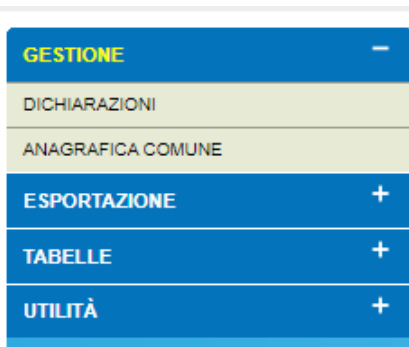 GESTIONE −
DICHIARAZIONI
ANAGRAFICA COMUNE
ESPORTAZIONE +
TABELLE +
UTILITÀ +